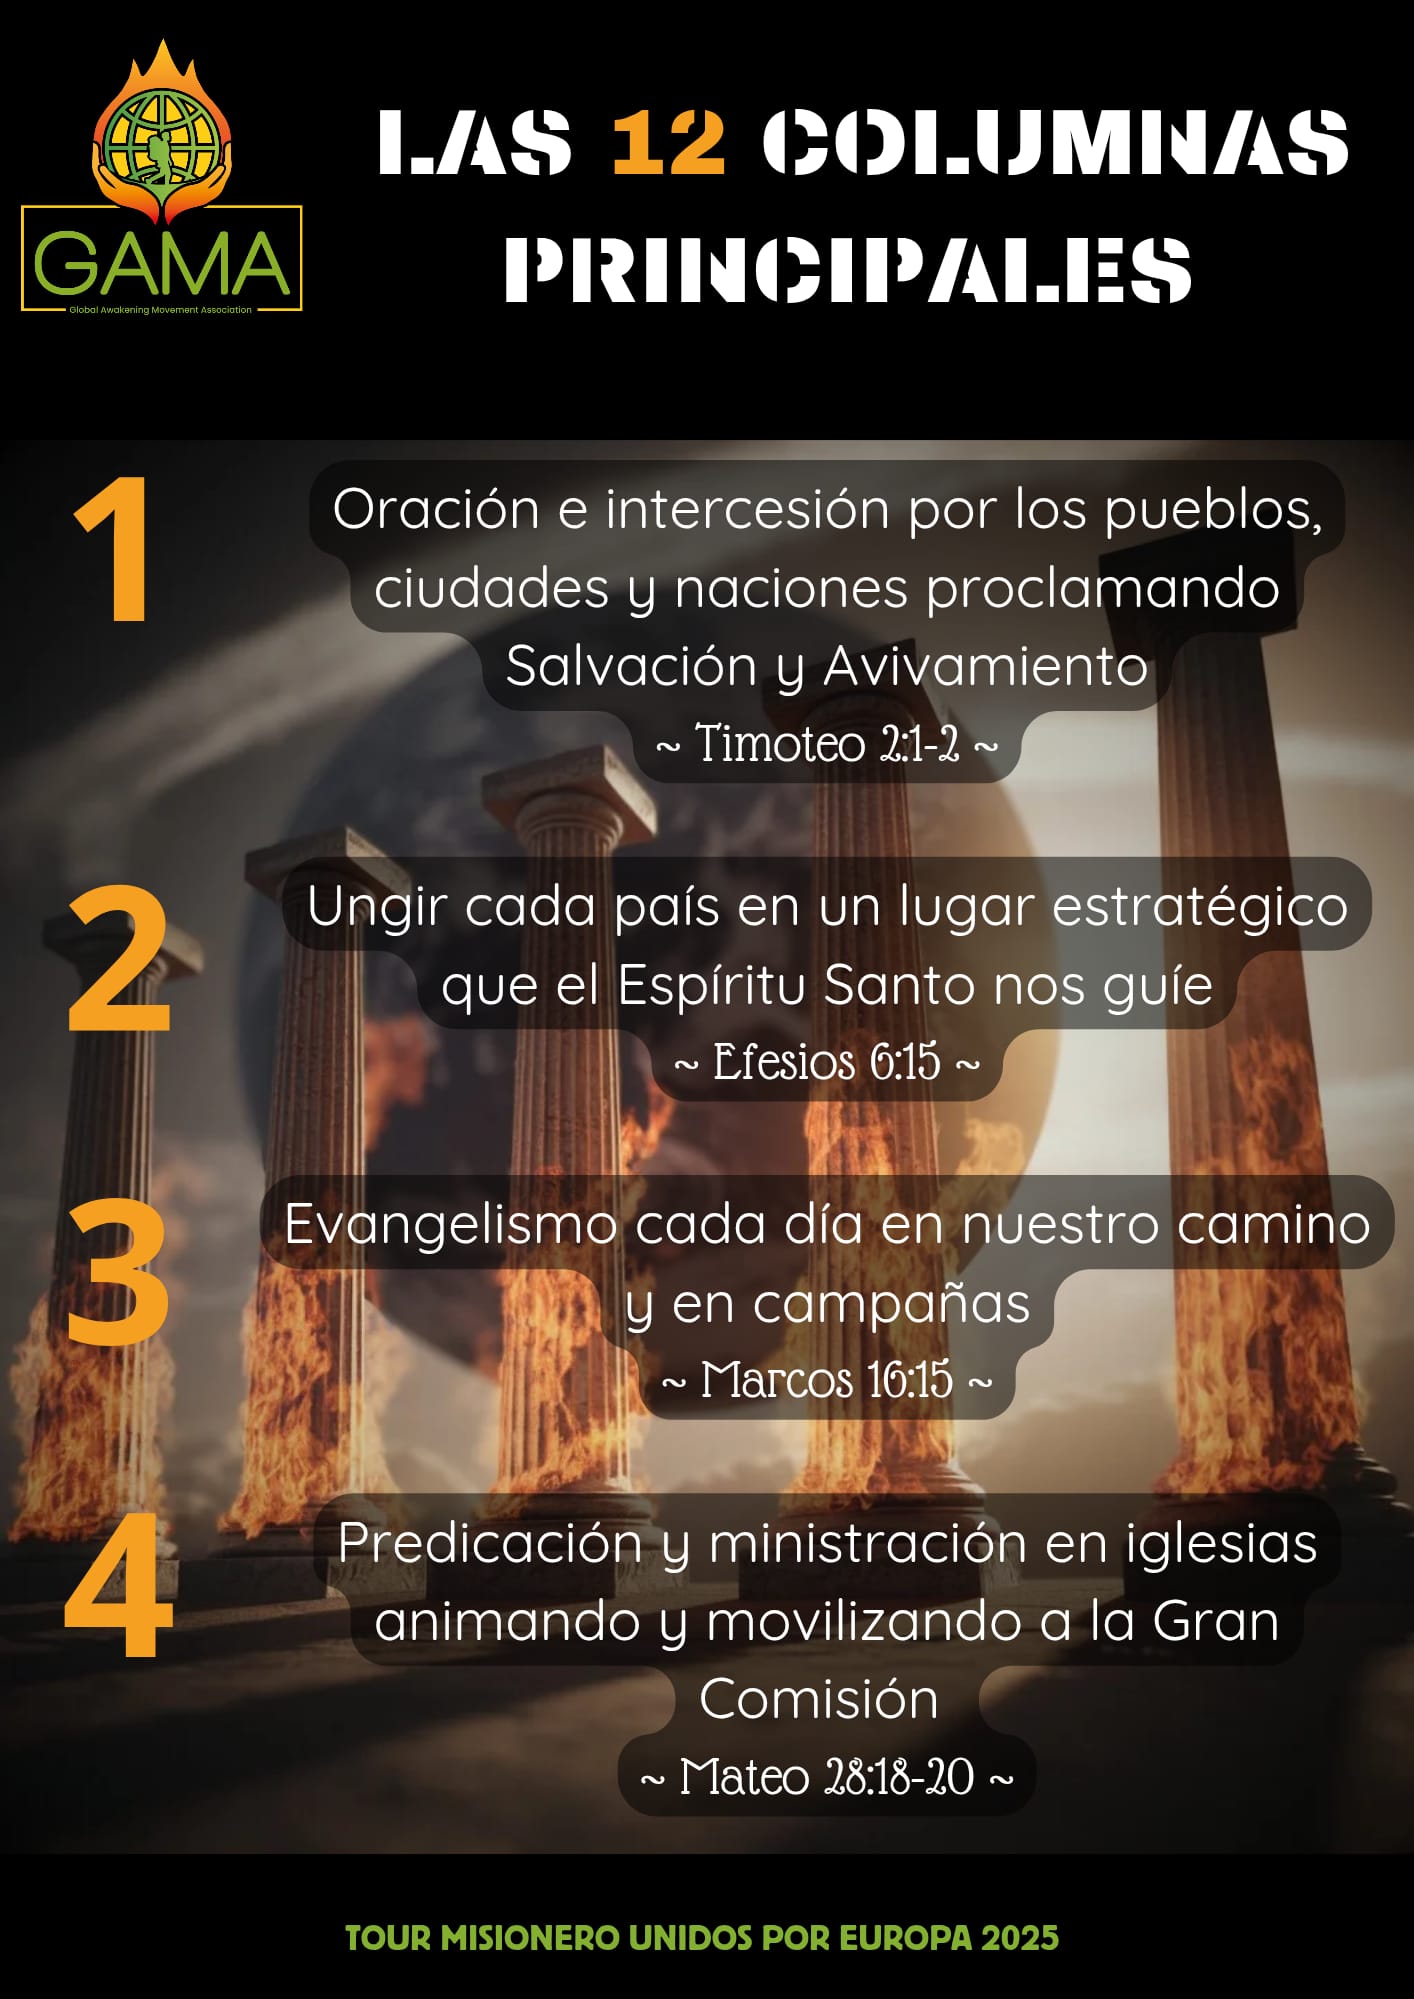 GAMA
Global Awakening Movement Association
LAS 12 COLUMNAS
PRINCIPALES
1
Oración e intercesión por los pueblos,
ciudades y naciones proclamando
Salvación y Avivamiento
~ Timoteo 2:1-2 ~
2
Ungir cada país en un lugar estratégico
que el Espíritu Santo nos guíe
~ Efesios 6:15 ~
3
Evangelismo cada día en nuestro camino
y en campañas
~ Marcos 16:15 ~
4
Predicación y ministración en iglesias
animando y movilizando a la Gran
Comisión
~ Mateo 28:18-20 ~
TOUR MISIONERO UNIDOS POR EUROPA 2025